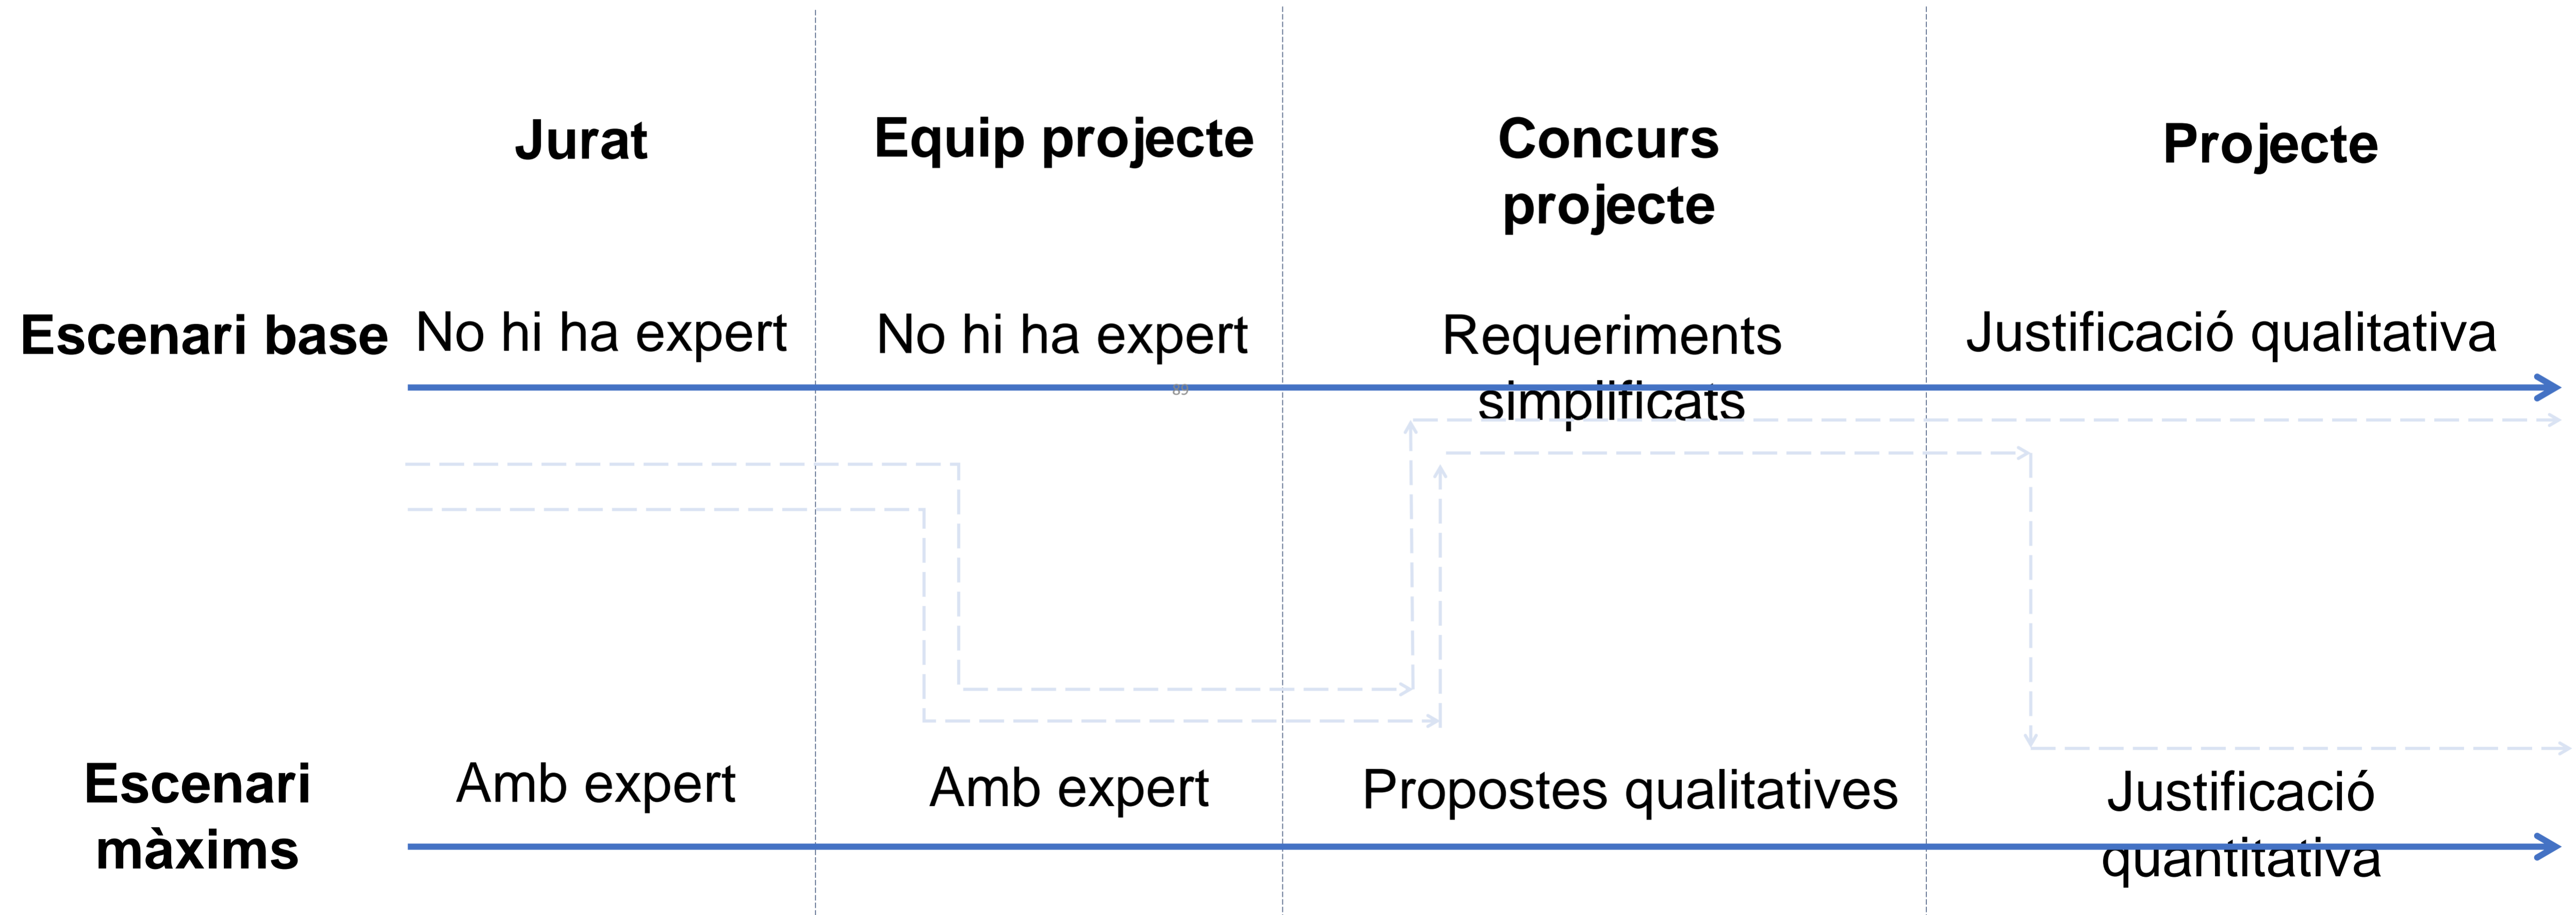 Jurat
Equip projecte
Concurs
projecte
Projecte
Escenari base
No hi ha expert
No hi ha expert
Requeriments
simplificats
Justificació qualitativa
89
Escenari
màxims
Amb expert
Amb expert
Propostes qualitatives
Justificació
quantitativa